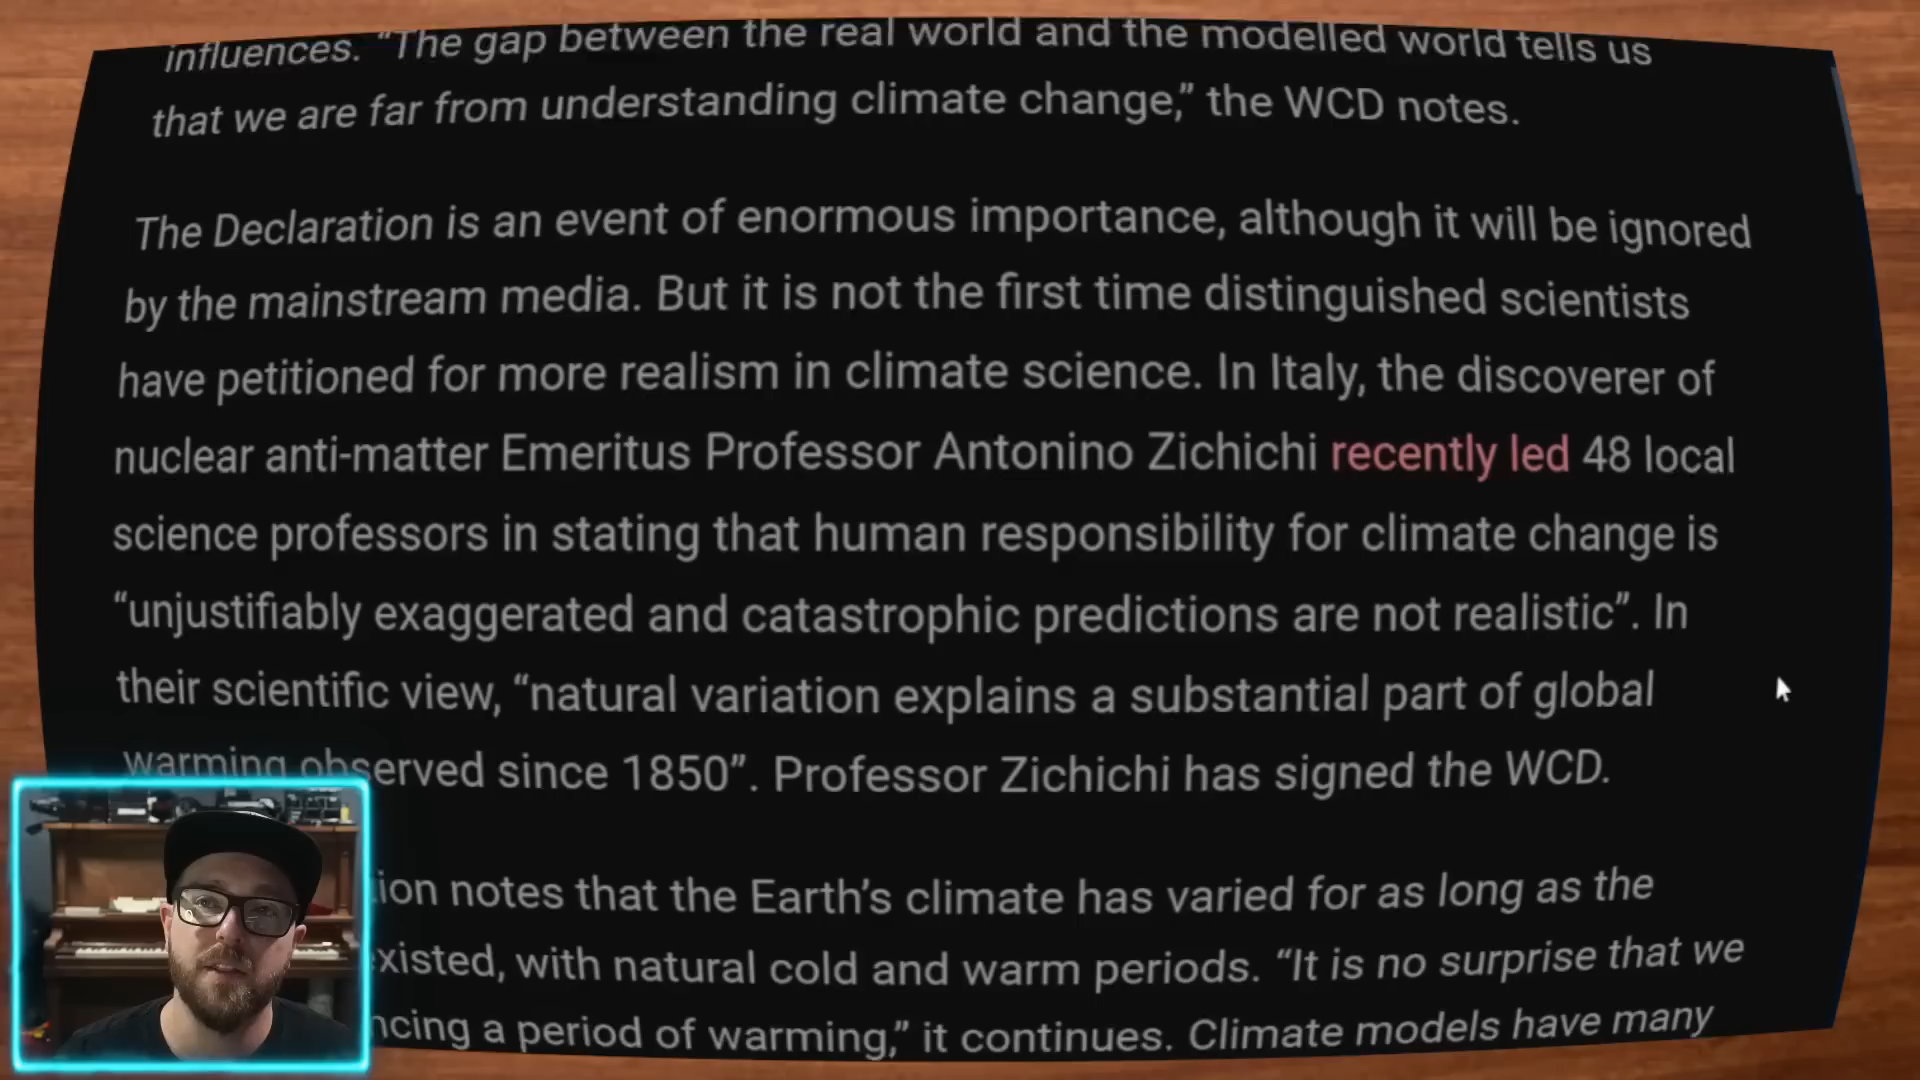 influences. “The gap between the real world and the modelled world tells us
that we are far from understanding climate change,” the WCD notes.
The Declaration is an event of enormous importance, although it will be ignored
by the mainstream media. But it is not the first time distinguished scientists
have petitioned for more realism in climate science. In Italy, the discoverer of
nuclear anti-matter Emeritus Professor Antonino Zichichi recently led 48 local
science professors in stating that human responsibility for climate change is
“unjustifiably exaggerated and catastrophic predictions are not realistic”. In
their scientific view, “natural variation explains a substantial part of global
warming observed since 1850”. Professor Zichichi has signed the WCD.
ion notes that the Earth’s climate has varied for as long as the
xisted, with natural cold and warm periods. “It is no surprise that we
ncing a period of warming,” it continues. Climate models have many